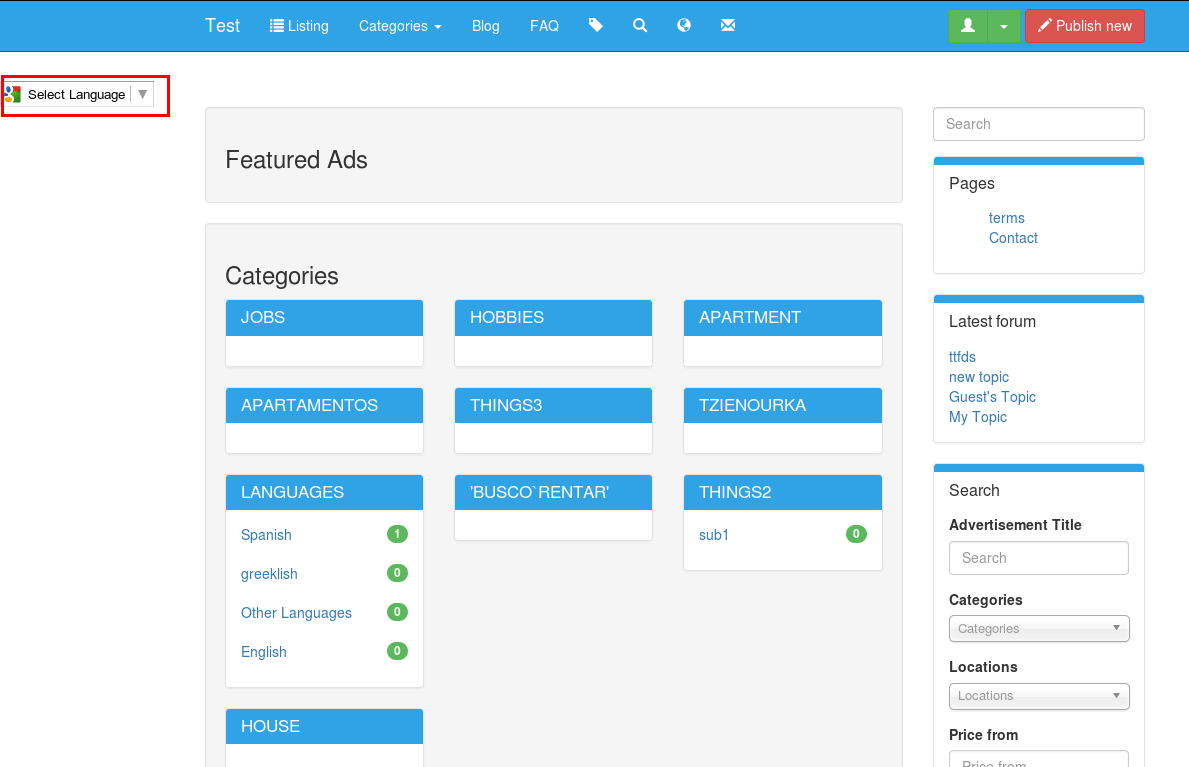 Test Listing Categories Blog FAQ Publish new
Select Language
Featured Ads
Categories
JOBS
HOBBIES
APARTMENT
APARTAMENTOS
THINGS3
TZIENOURKA
LANGUAGES
Spanish 1
greeklish 0
Other Languages 0
English 0
'BUSCO`RENTAR'
THINGS2
sub1 0
HOUSE
Search
Pages
terms
Contact
Latest forum
ttfds
new topic
Guest's Topic
My Topic
Search
Advertisement Title
Search
Categories
Categories
Locations
Locations
Price from
Price from